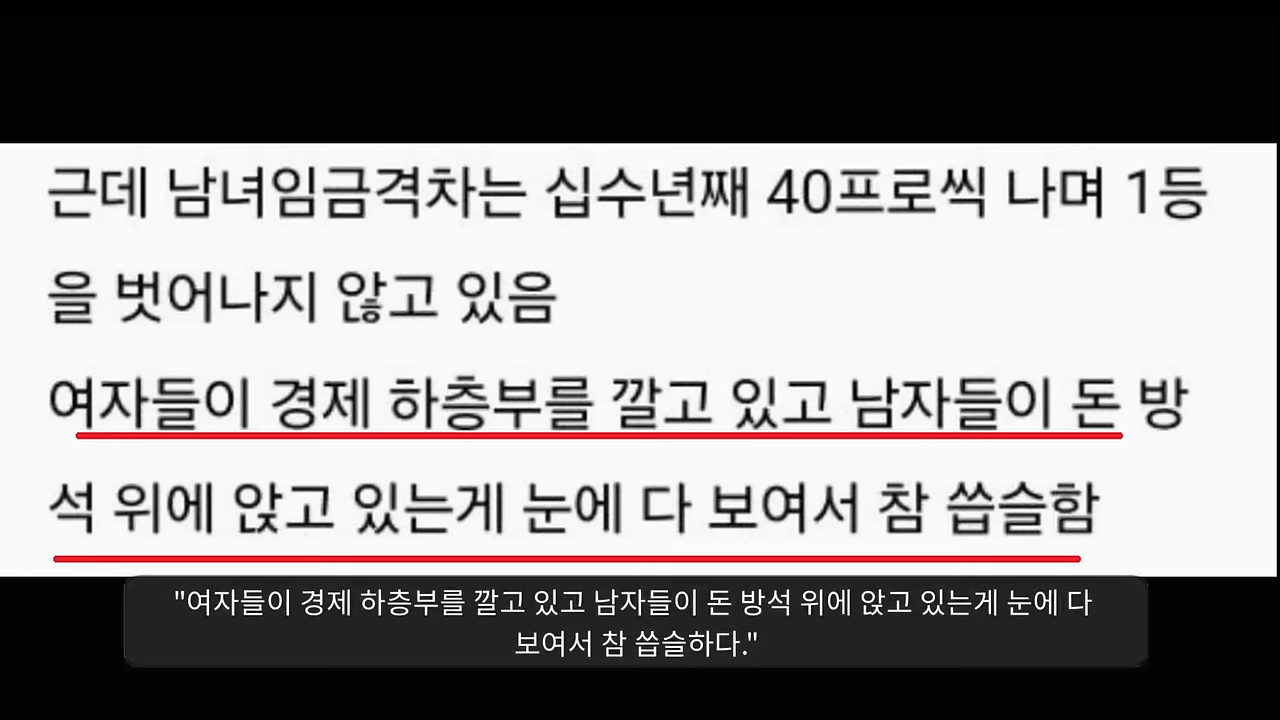 근데 남녀임금격차는 십수년째 40프로씩 나며 1등
을 벗어나지 않고 있음
여자들이 경제 하층부를 깔고 있고 남자들이 돈 방
석 위에 앉고 있는게 눈에 다 보여서 참 씁슬함
"여자들이 경제 하층부를 깔고 있고 남자들이 돈 방석 위에 앉고 있는게 눈에 다
보여서 참 씁슬하다."